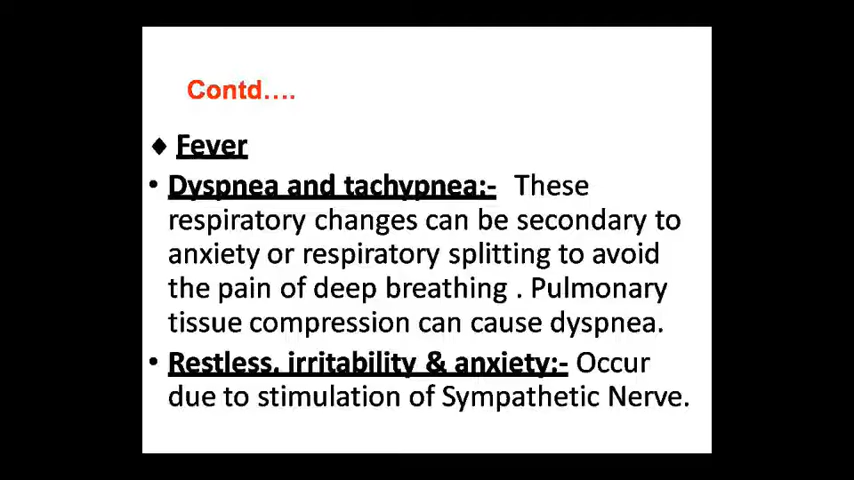 Contd....
♦ Fever
• Dyspnea and tachypnea:- These
respiratory changes can be secondary to
anxiety or respiratory splitting to avoid
the pain of deep breathing . Pulmonary
tissue compression can cause dyspnea.
• Restless, irritability & anxiety:- Occur
due to stimulation of Sympathetic Nerve.